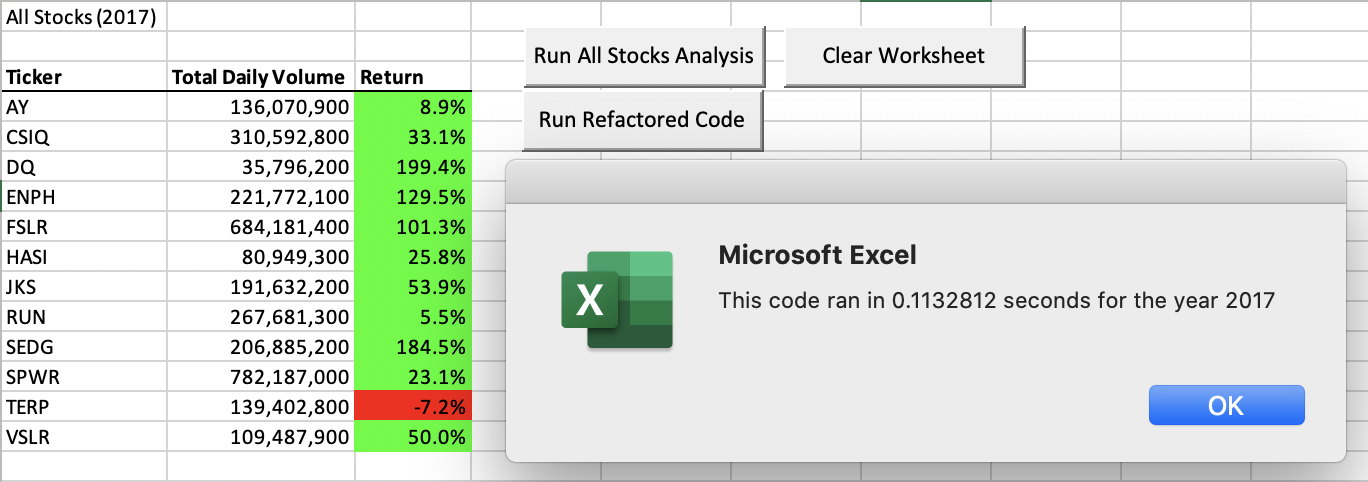 All Stocks (2017)
Run All Stocks Analysis
Clear Worksheet
Ticker Total Daily Volume Return
AY 136,070,900 8.9%
Run Refactored Code
CSIQ 310,592,800 33.1%
DQ 35,796,200 199.4%
ENPH 221,772,100 129.5%
FSLR 684,181,400 101.3%
HASI 80,949,300 25.8%
JKS 191,632,200 53.9%
RUN 267,681,300 5.5%
SEDG 206,885,200 184.5%
SPWR 782,187,000 23.1%
TERP 139,402,800 -7.2%
VSLR 109,487,900 50.0%
X
Microsoft Excel
This code ran in 0.1132812 seconds for the year 2017
OK